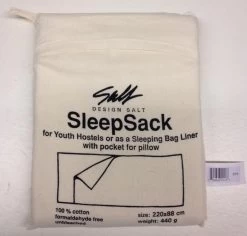 Salt
DESIGN SALT
SleepSack
for Youth Hostels or as a Sleeping Bag Liner
with pocket for pillow
100 % cotton
formaldehyde free
unbleached
size: 220x88 cm
weight: 440 g